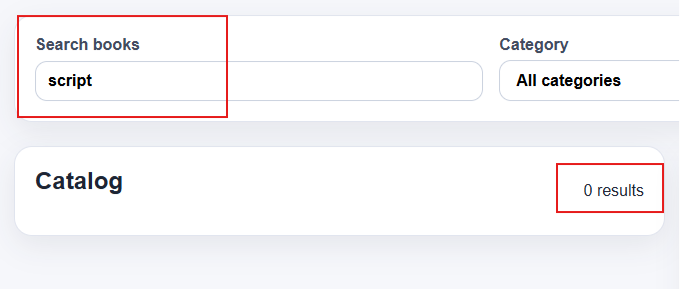 Search books
Category
script
All categories
Catalog
0 results